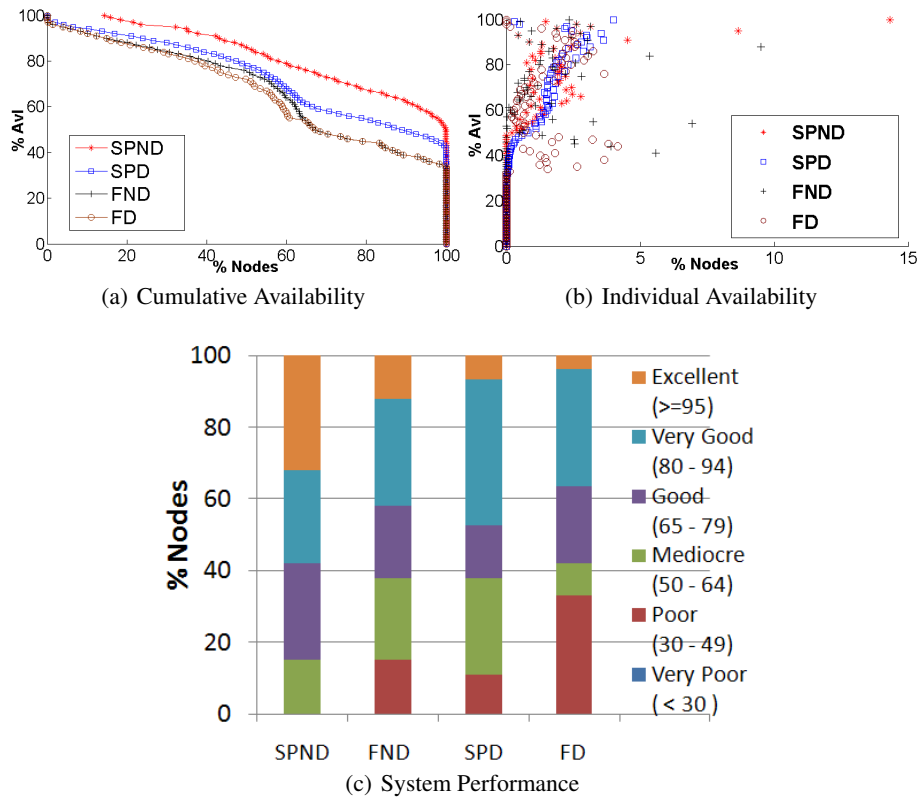 100
80
60
40
20
0
% Avl
SPND
SPD
FND
FD
0 20 40 60 80 100
% Nodes
(a) Cumulative Availability
100
80
60
40
20
0
% Avl
SPND
SPD
FND
FD
0 5 10 15
% Nodes
(b) Individual Availability
100
80
60
40
20
0
% Nodes
Excellent
(>=95)
Very Good
(80 - 94)
Good
(65 - 79)
Mediocre
(50 - 64)
Poor
(30 - 49)
Very Poor
( < 30 )
SPND FND SPD FD
(c) System Performance